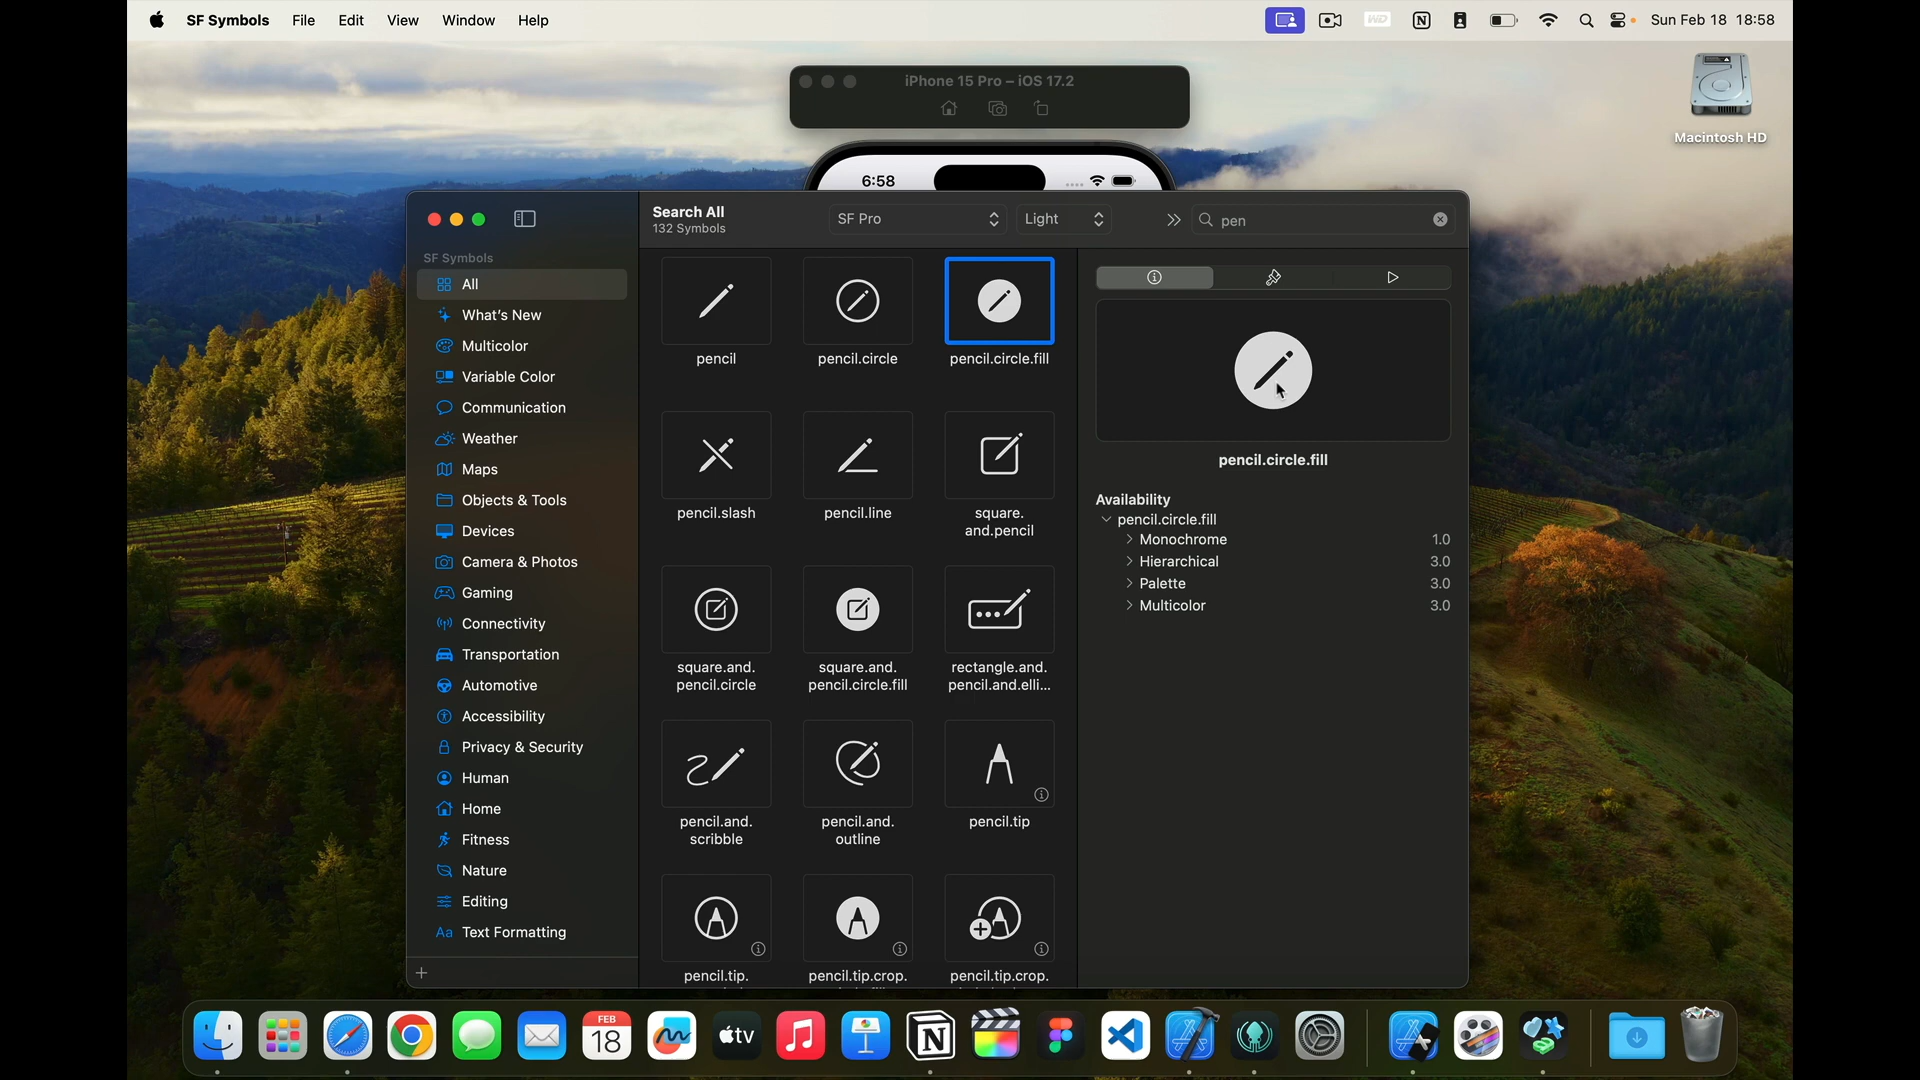 SF Symbols File Edit View Window Help
Sun Feb 18 18:58
Macintosh HD
iPhone 15 Pro – iOS 17.2
6:58
Search All
132 Symbols
SF Pro
Light
pen
SF Symbols
All
What's New
Multicolor
Variable Color
Communication
Weather
Maps
Objects & Tools
Devices
Camera & Photos
Gaming
Connectivity
Transportation
Automotive
Accessibility
Privacy & Security
Human
Home
Fitness
Nature
Editing
Aa Text Formatting
pencil
pencil.circle
pencil.circle.fill
pencil.slash
pencil.line
square.
and.pencil
square.and.
pencil.circle
square.and.
pencil.circle.fill
rectangle.and.
pencil.and.elli...
pencil.and.
scribble
pencil.and.
outline
pencil.tip
pencil.tip.
pencil.tip.crop.
pencil.tip.crop.
pencil.circle.fill
Availability
pencil.circle.fill
Monochrome 1.0
Hierarchical 3.0
Palette 3.0
Multicolor 3.0
FEB
18
tv